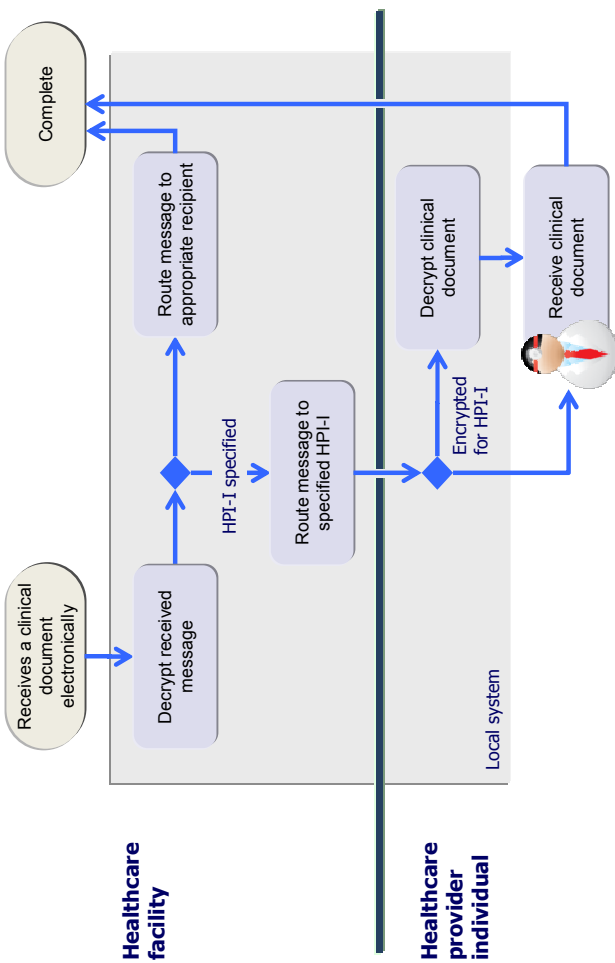 Receives a clinical
document
electronically
Complete
Healthcare
facility
Decrypt received
message
Route message to
appropriate recipient
HPI-I specified
Route message to
specified HPI-I
Healthcare
provider
individual
Encrypted
for HPI-I
Decrypt clinical
document
Receive clinical
document
Local system